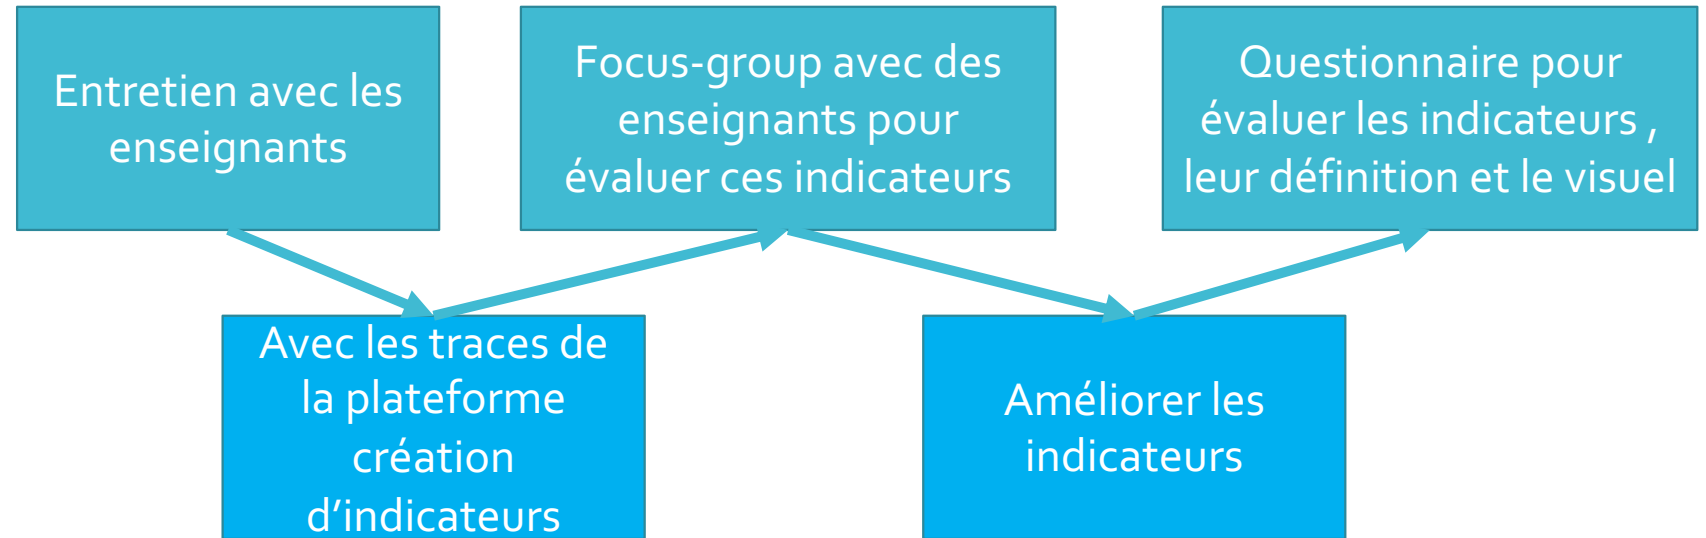 Entretien avec les
enseignants
Focus-group avec des
enseignants pour
évaluer ces indicateurs
Questionnaire pour
évaluer les indicateurs ,
leur définition et le visuel
Avec les traces de
la plateforme
création
d’indicateurs
Améliorer les
indicateurs